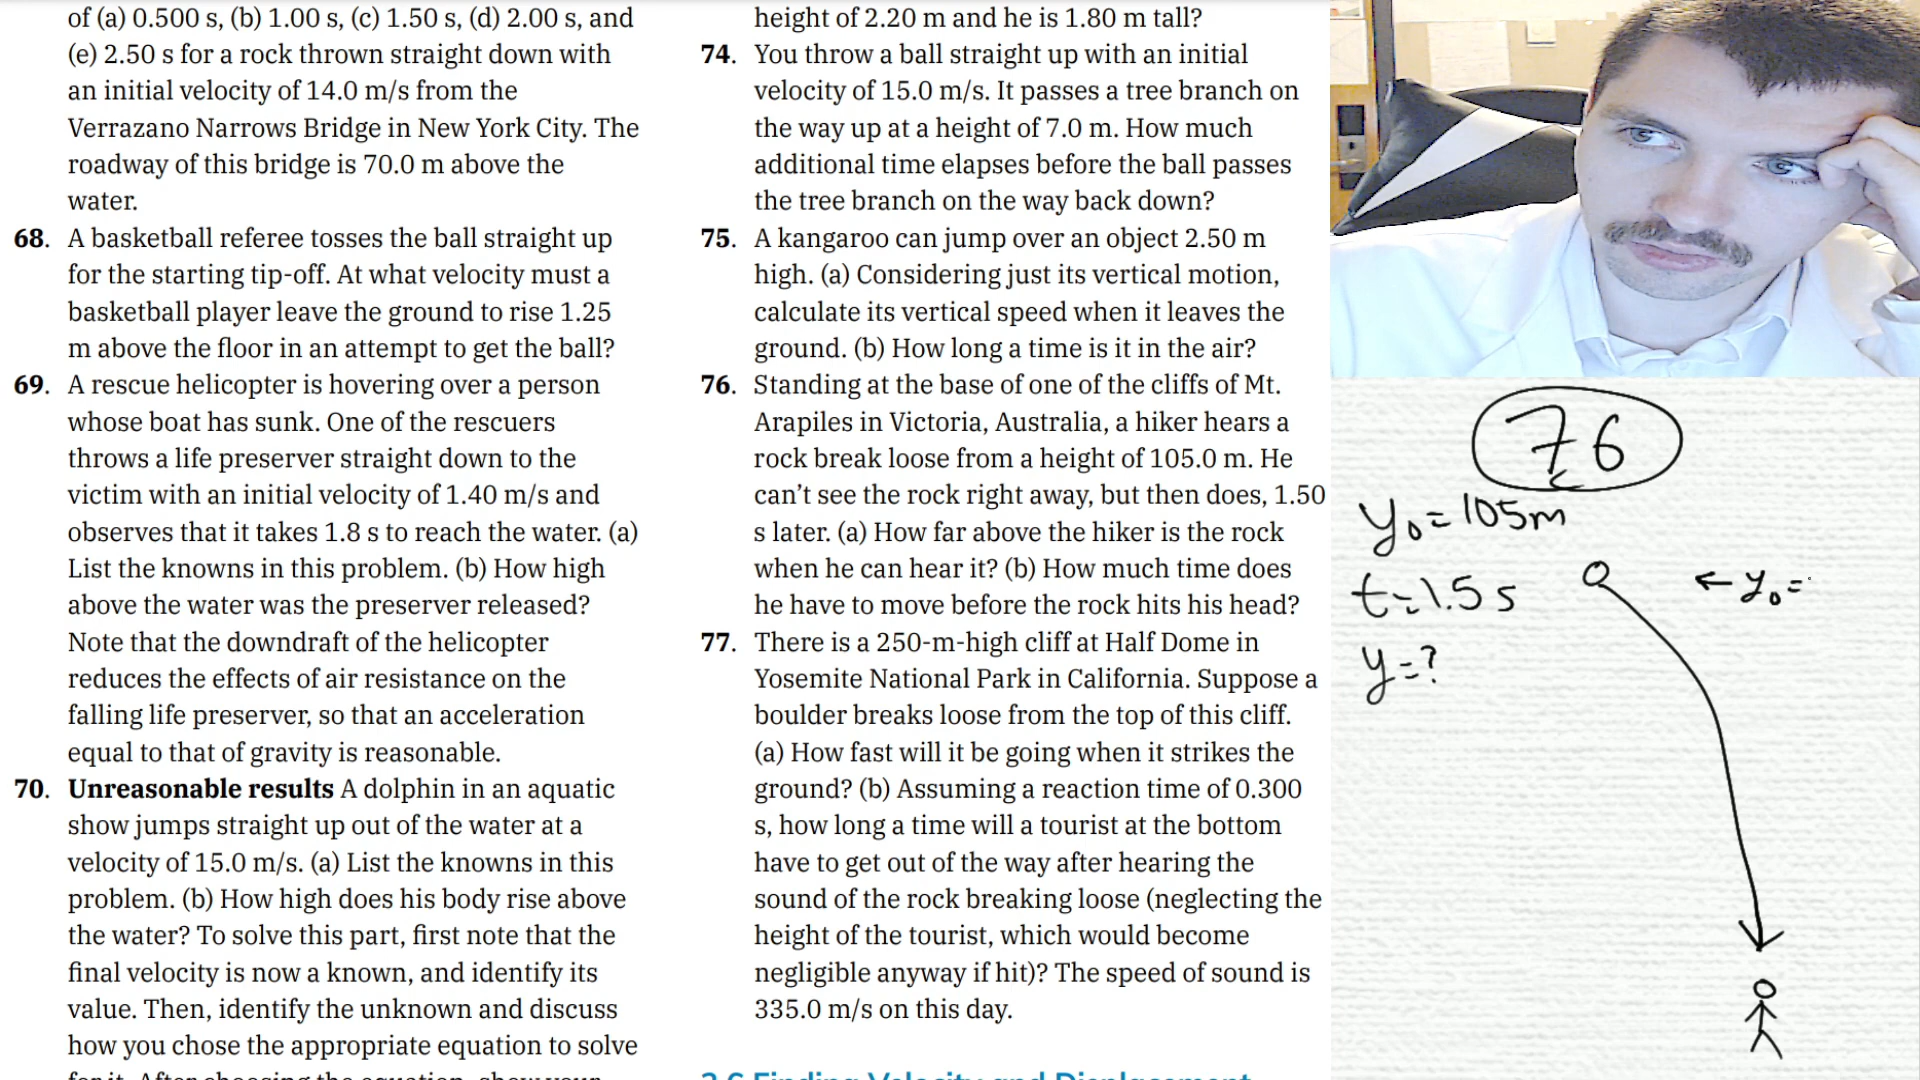 of (a) 0.500 s, (b) 1.00 s, (c) 1.50 s, (d) 2.00 s, and
(e) 2.50 s for a rock thrown straight down with
an initial velocity of 14.0 m/s from the
Verrazano Narrows Bridge in New York City. The
roadway of this bridge is 70.0 m above the
water.
68. A basketball referee tosses the ball straight up
for the starting tip-off. At what velocity must a
basketball player leave the ground to rise 1.25
m above the floor in an attempt to get the ball?
69. A rescue helicopter is hovering over a person
whose boat has sunk. One of the rescuers
throws a life preserver straight down to the
victim with an initial velocity of 1.40 m/s and
observes that it takes 1.8 s to reach the water. (a)
List the knowns in this problem. (b) How high
above the water was the preserver released?
Note that the downdraft of the helicopter
reduces the effects of air resistance on the
falling life preserver, so that an acceleration
equal to that of gravity is reasonable.
70. Unreasonable results A dolphin in an aquatic
show jumps straight up out of the water at a
velocity of 15.0 m/s. (a) List the knowns in this
problem. (b) How high does his body rise above
the water? To solve this part, first note that the
final velocity is now a known, and identify its
value. Then, identify the unknown and discuss
how you chose the appropriate equation to solve
height of 2.20 m and he is 1.80 m tall?
74. You throw a ball straight up with an initial
velocity of 15.0 m/s. It passes a tree branch on
the way up at a height of 7.0 m. How much
additional time elapses before the ball passes
the tree branch on the way back down?
75. A kangaroo can jump over an object 2.50 m
high. (a) Considering just its vertical motion,
calculate its vertical speed when it leaves the
ground. (b) How long a time is it in the air?
76. Standing at the base of one of the cliffs of Mt.
Arapiles in Victoria, Australia, a hiker hears a
rock break loose from a height of 105.0 m. He
can't see the rock right away, but then does, 1.50
s later. (a) How far above the hiker is the rock
when he can hear it? (b) How much time does
he have to move before the rock hits his head?
77. There is a 250-m-high cliff at Half Dome in
Yosemite National Park in California. Suppose a
boulder breaks loose from the top of this cliff.
(a) How fast will it be going when it strikes the
ground? (b) Assuming a reaction time of 0.300
s, how long a time will a tourist at the bottom
have to get out of the way after hearing the
sound of the rock breaking loose (neglecting the
height of the tourist, which would become
negligible anyway if hit)? The speed of sound is
335.0 m/s on this day.
76
y₀=105m
t=1.5 s
← y₀=
y=?